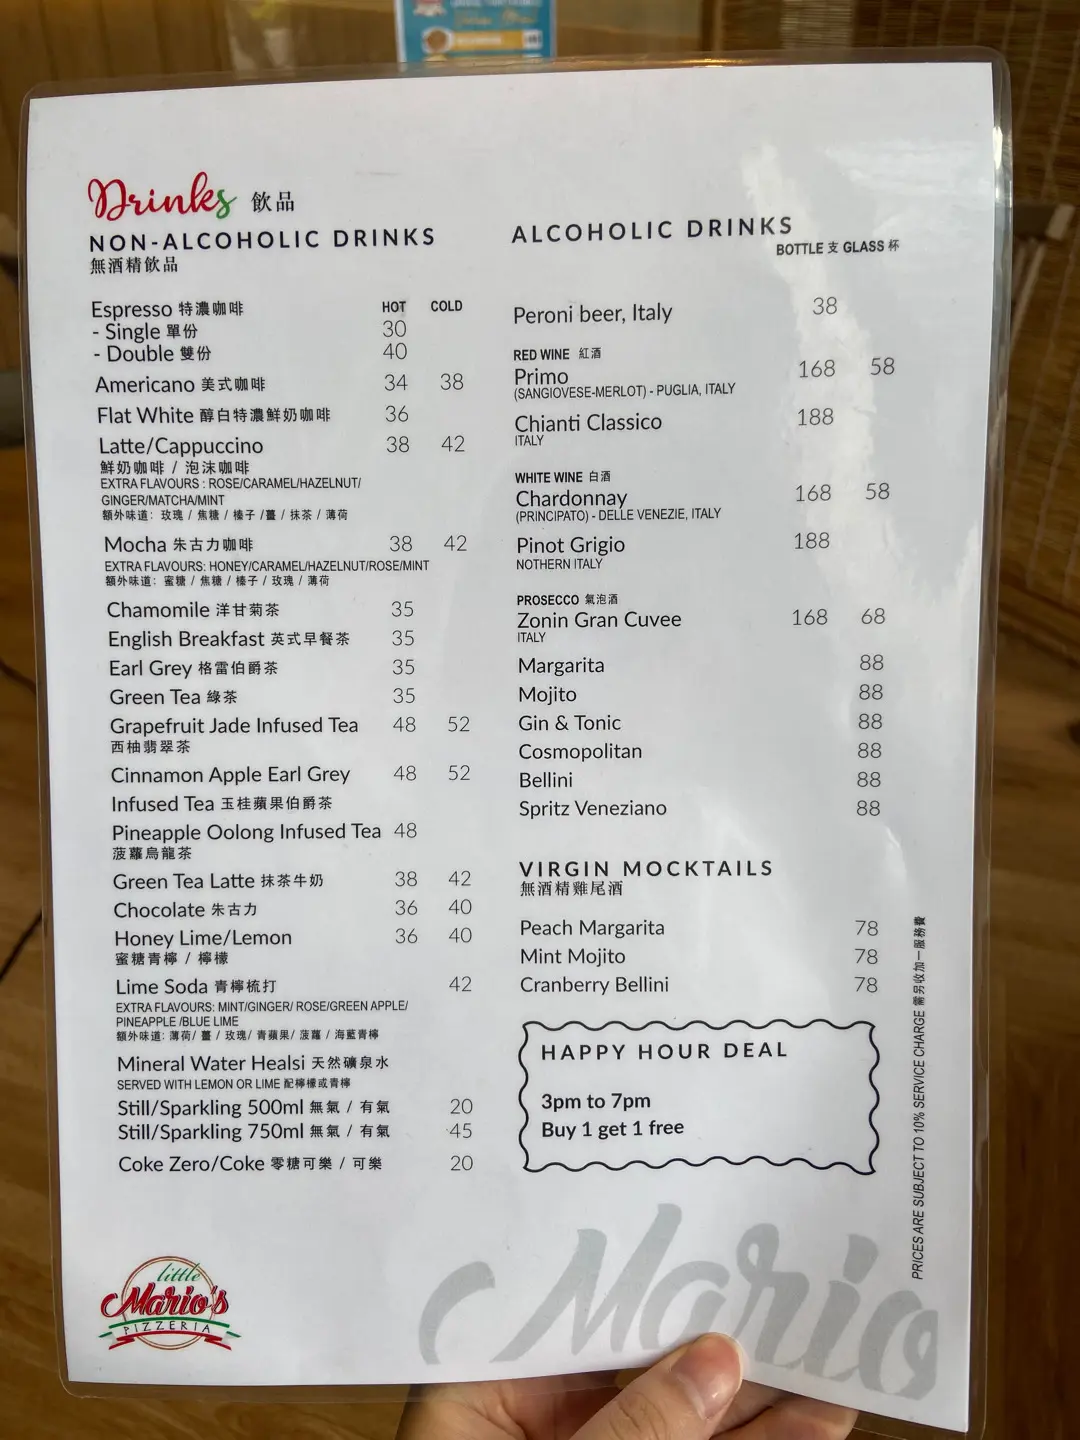 Drinks 飲品
NON-ALCOHOLIC DRINKS
無酒精飲品
HOT COLD
Espresso 特濃咖啡
- Single 單份 30
- Double 雙份 40
Americano 美式咖啡 34 38
Flat White 醇白特濃鮮奶咖啡 36
Latte/Cappuccino 38 42
鮮奶咖啡 / 泡沫咖啡
EXTRA FLAVOURS : ROSE/CARAMEL/HAZELNUT/
GINGER/MATCHA/MINT
額外味道: 玫瑰 / 焦糖 / 榛子 /薑 / 抹茶 / 薄荷
Mocha 朱古力咖啡 38 42
EXTRA FLAVOURS: HONEY/CARAMEL/HAZELNUT/ROSE/MINT
額外味道: 蜜糖 / 焦糖 / 榛子 / 玫瑰 / 薄荷
Chamomile 洋甘菊茶 35
English Breakfast 英式早餐茶 35
Earl Grey 格雷伯爵茶 35
Green Tea 綠茶 35
Grapefruit Jade Infused Tea 48 52
西柚翡翠茶
Cinnamon Apple Earl Grey 48 52
Infused Tea 玉桂蘋果伯爵茶
Pineapple Oolong Infused Tea 48
菠蘿烏龍茶
Green Tea Latte 抹茶牛奶 38 42
Chocolate 朱古力 36 40
Honey Lime/Lemon 36 40
蜜糖青檸 / 檸檬
Lime Soda 青檸梳打 42
EXTRA FLAVOURS: MINT/GINGER/ ROSE/GREEN APPLE/
PINEAPPLE /BLUE LIME
額外味道: 薄荷/ 薑 / 玫瑰/ 青蘋果/ 菠蘿 / 海藍青檸
Mineral Water Healsi 天然礦泉水
SERVED WITH LEMON OR LIME 配檸檬或青檸
Still/Sparkling 500ml 無氣 / 有氣 20
Still/Sparkling 750ml 無氣 / 有氣 45
Coke Zero/Coke 零糖可樂 / 可樂 20
little
Mario's
PIZZERIA
ALCOHOLIC DRINKS
BOTTLE 支 GLASS 杯
Peroni beer, Italy 38
RED WINE 紅酒
Primo 168 58
(SANGIOVESE-MERLOT) - PUGLIA, ITALY
Chianti Classico 188
ITALY
WHITE WINE 白酒
Chardonnay 168 58
(PRINCIPATO) - DELLE VENEZIE, ITALY
Pinot Grigio 188
NOTHERN ITALY
PROSECCO 氣泡酒
Zonin Gran Cuvee 168 68
ITALY
Margarita 88
Mojito 88
Gin & Tonic 88
Cosmopolitan 88
Bellini 88
Spritz Veneziano 88
VIRGIN MOCKTAILS
無酒精雞尾酒
Peach Margarita 78
Mint Mojito 78
Cranberry Bellini 78
HAPPY HOUR DEAL
3pm to 7pm
Buy 1 get 1 free
PRICES ARE SUBJECT TO 10% SERVICE CHARGE 需另收加一服務費
Mario